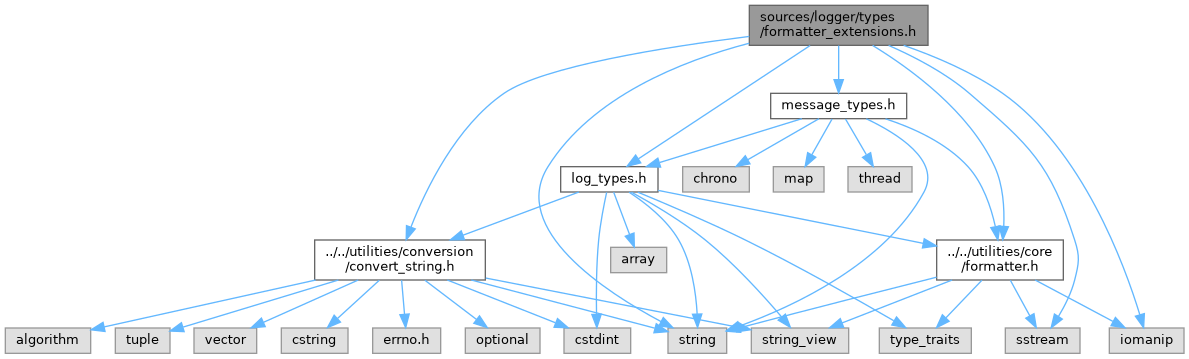 sources/logger/types
/formatter_extensions.h
message_types.h
log_types.h
chrono
map
thread
../../utilities/conversion
/convert_string.h
array
../../utilities/core
/formatter.h
algorithm
tuple
vector
cstring
errno.h
optional
cstdint
string
string_view
type_traits
sstream
iomanip